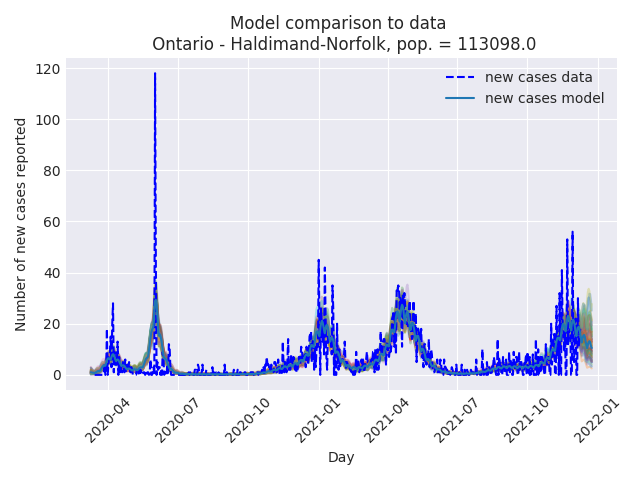 Model comparison to data
Ontario - Haldimand-Norfolk, pop. = 113098.0
new cases data
new cases model
Number of new cases reported
120
100
80
60
40
20
0
2020-04
2020-07
2020-10
2021-01
2021-04
2021-07
2021-10
2022-01
Day